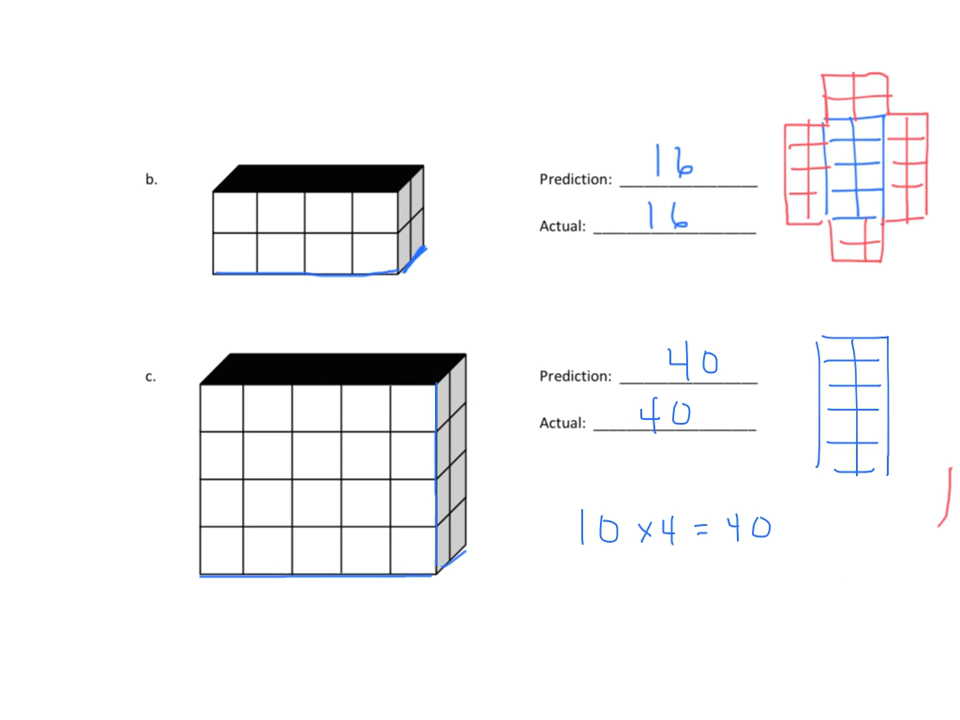 b.
Prediction: 16
Actual: 16
c.
Prediction: 40
Actual: 40
10 x 4 = 40